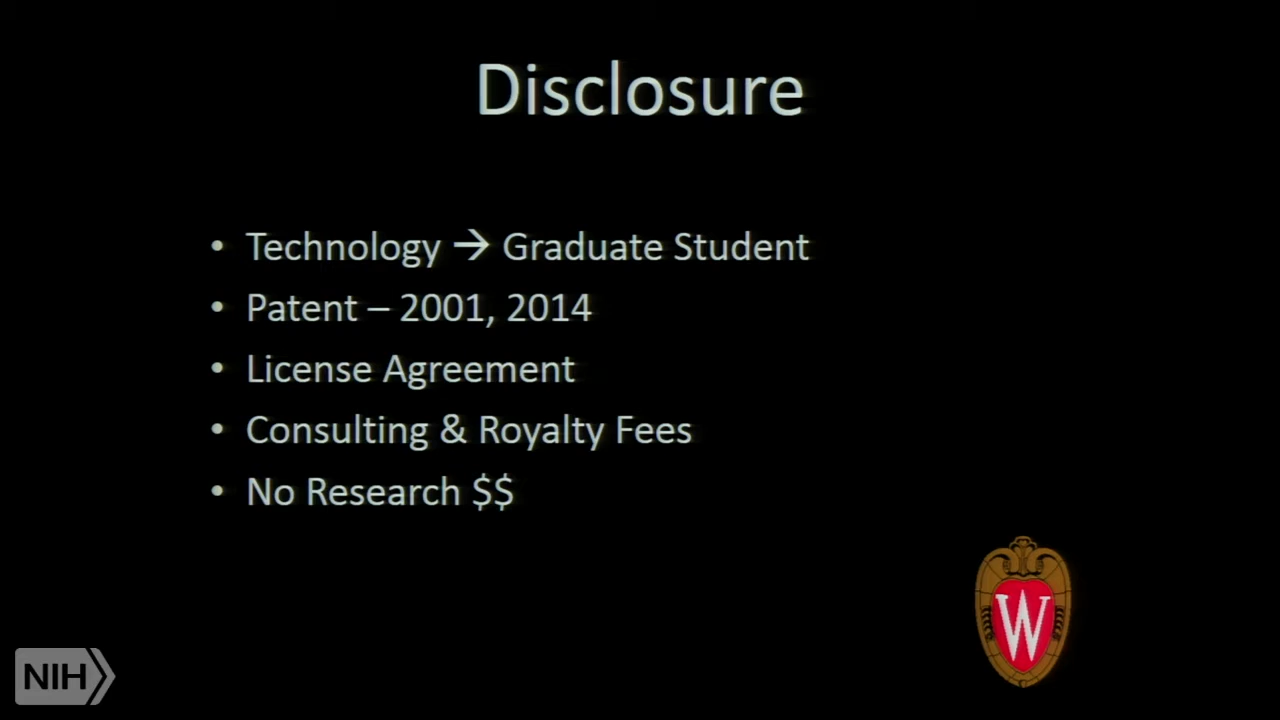 Disclosure
• Technology → Graduate Student
• Patent – 2001, 2014
• License Agreement
• Consulting & Royalty Fees
• No Research $$
W
NIH